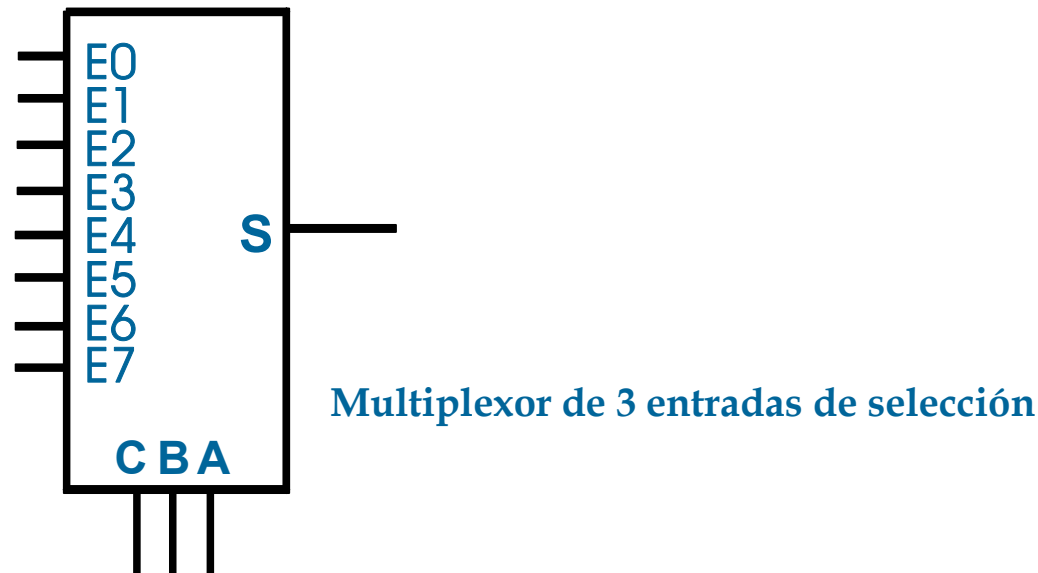 E0
E1
E2
E3
E4
E5
E6
E7
S
Multiplexor de 3 entradas de selección
C B A